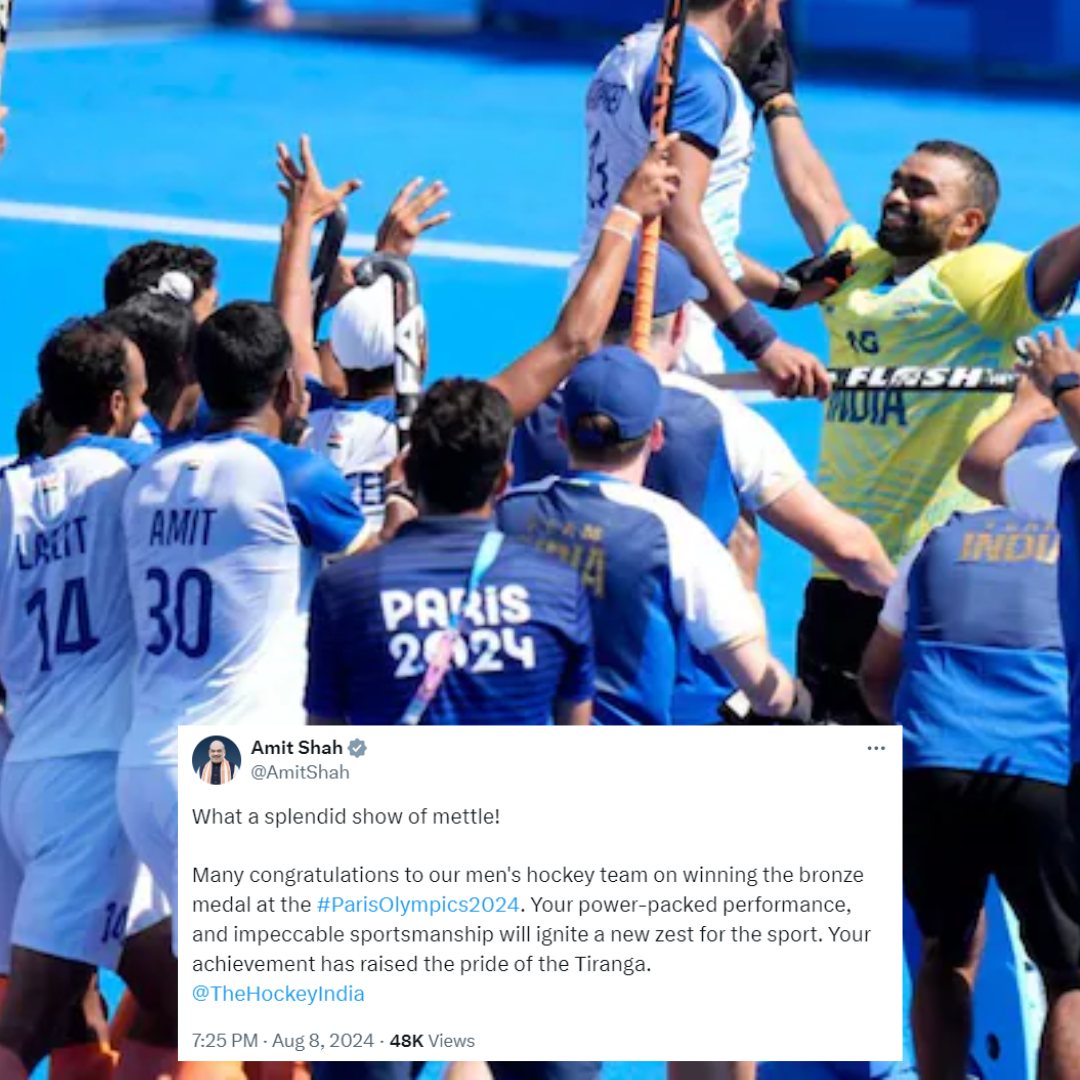 FLASH
INDIA
LALIT
14
AMIT
30
PARIS
2024
TEAM
INDIA
INDI
Amit Shah
@AmitShah
What a splendid show of mettle!
Many congratulations to our men's hockey team on winning the bronze
medal at the #ParisOlympics2024. Your power-packed performance,
and impeccable sportsmanship will ignite a new zest for the sport. Your
achievement has raised the pride of the Tiranga.
@TheHockeyIndia
7:25 PM · Aug 8, 2024 · 48K Views